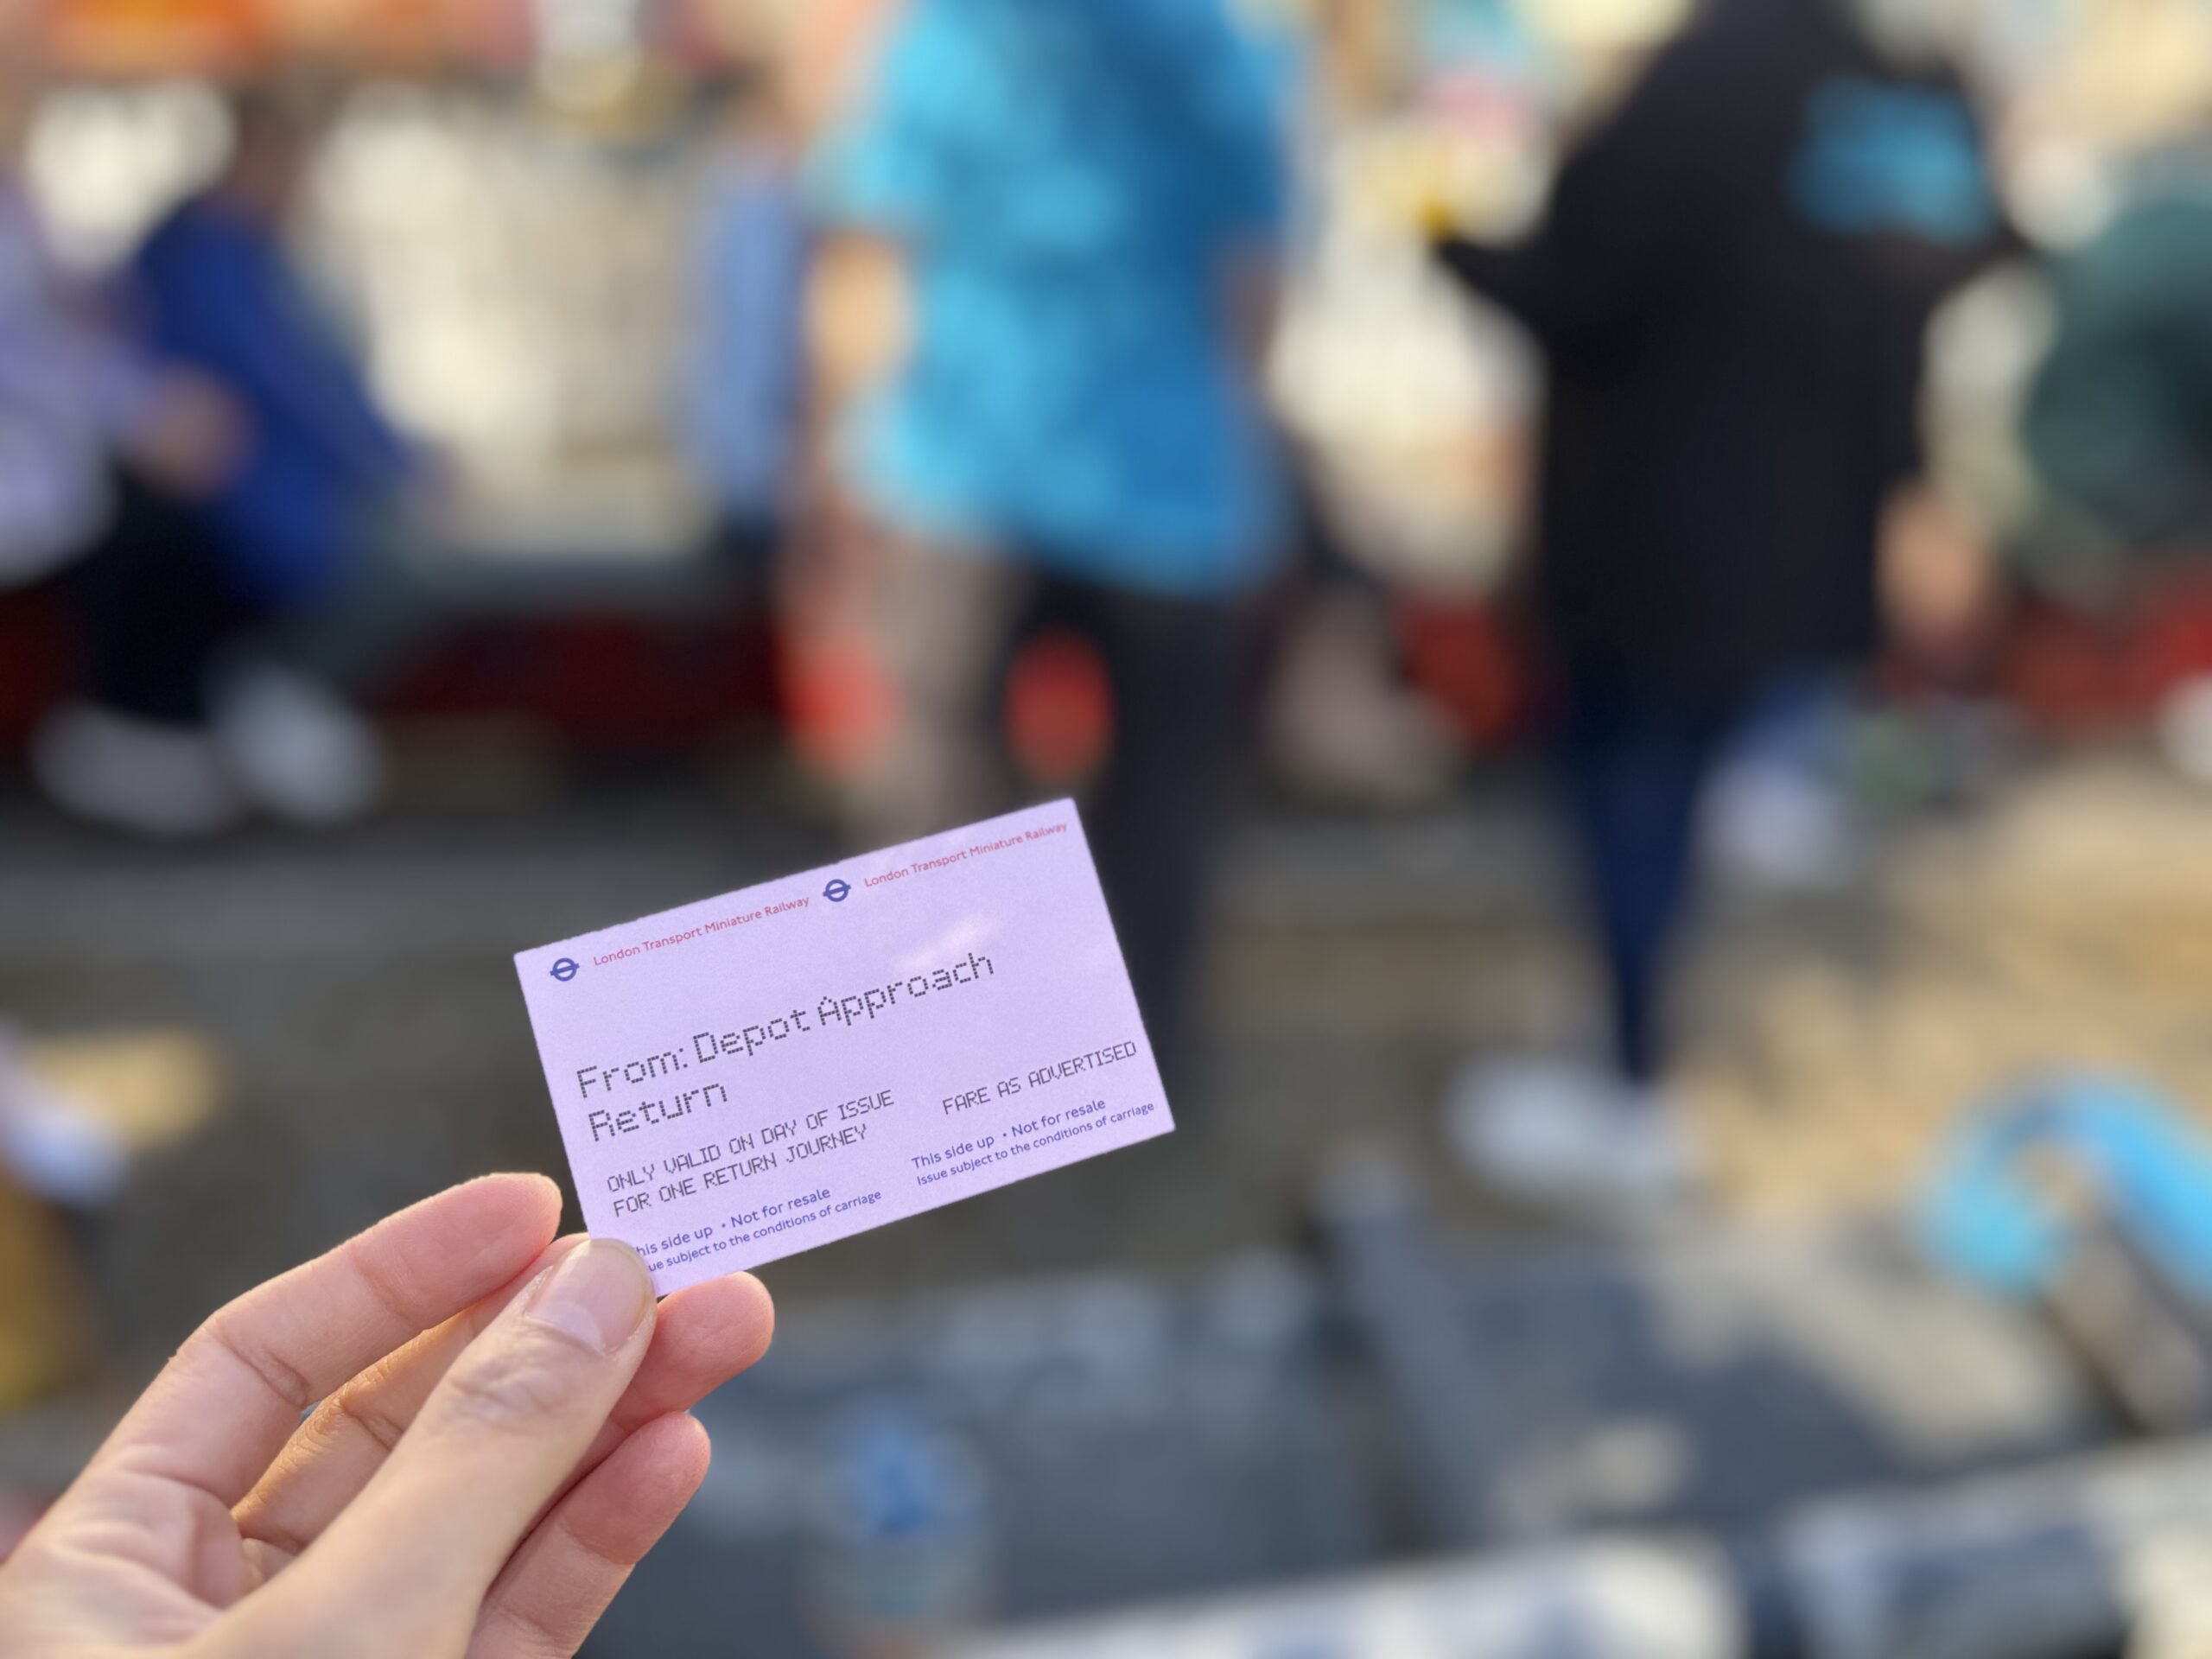 London Transport Miniature Railway London Transport Miniature Railway
From: Depot Approach
Return
ONLY VALID ON DAY OF ISSUE
FOR ONE RETURN JOURNEY
FARE AS ADVERTISED
his side up • Not for resale
ue subject to the conditions of carriage
This side up • Not for resale
Issue subject to the conditions of carriage